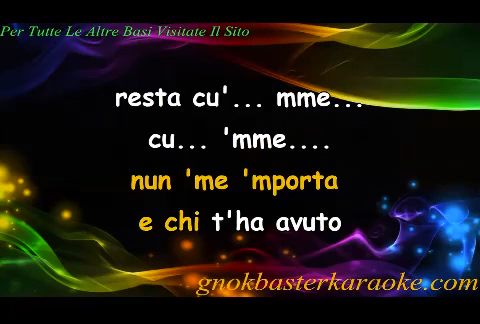 Per Tutte Le Altre Basi Visitate Il Sito
resta cu'... mme...
cu... 'mme....
nun 'me 'mporta
e chi t'ha avuto
gnokbasterkaraoke.com